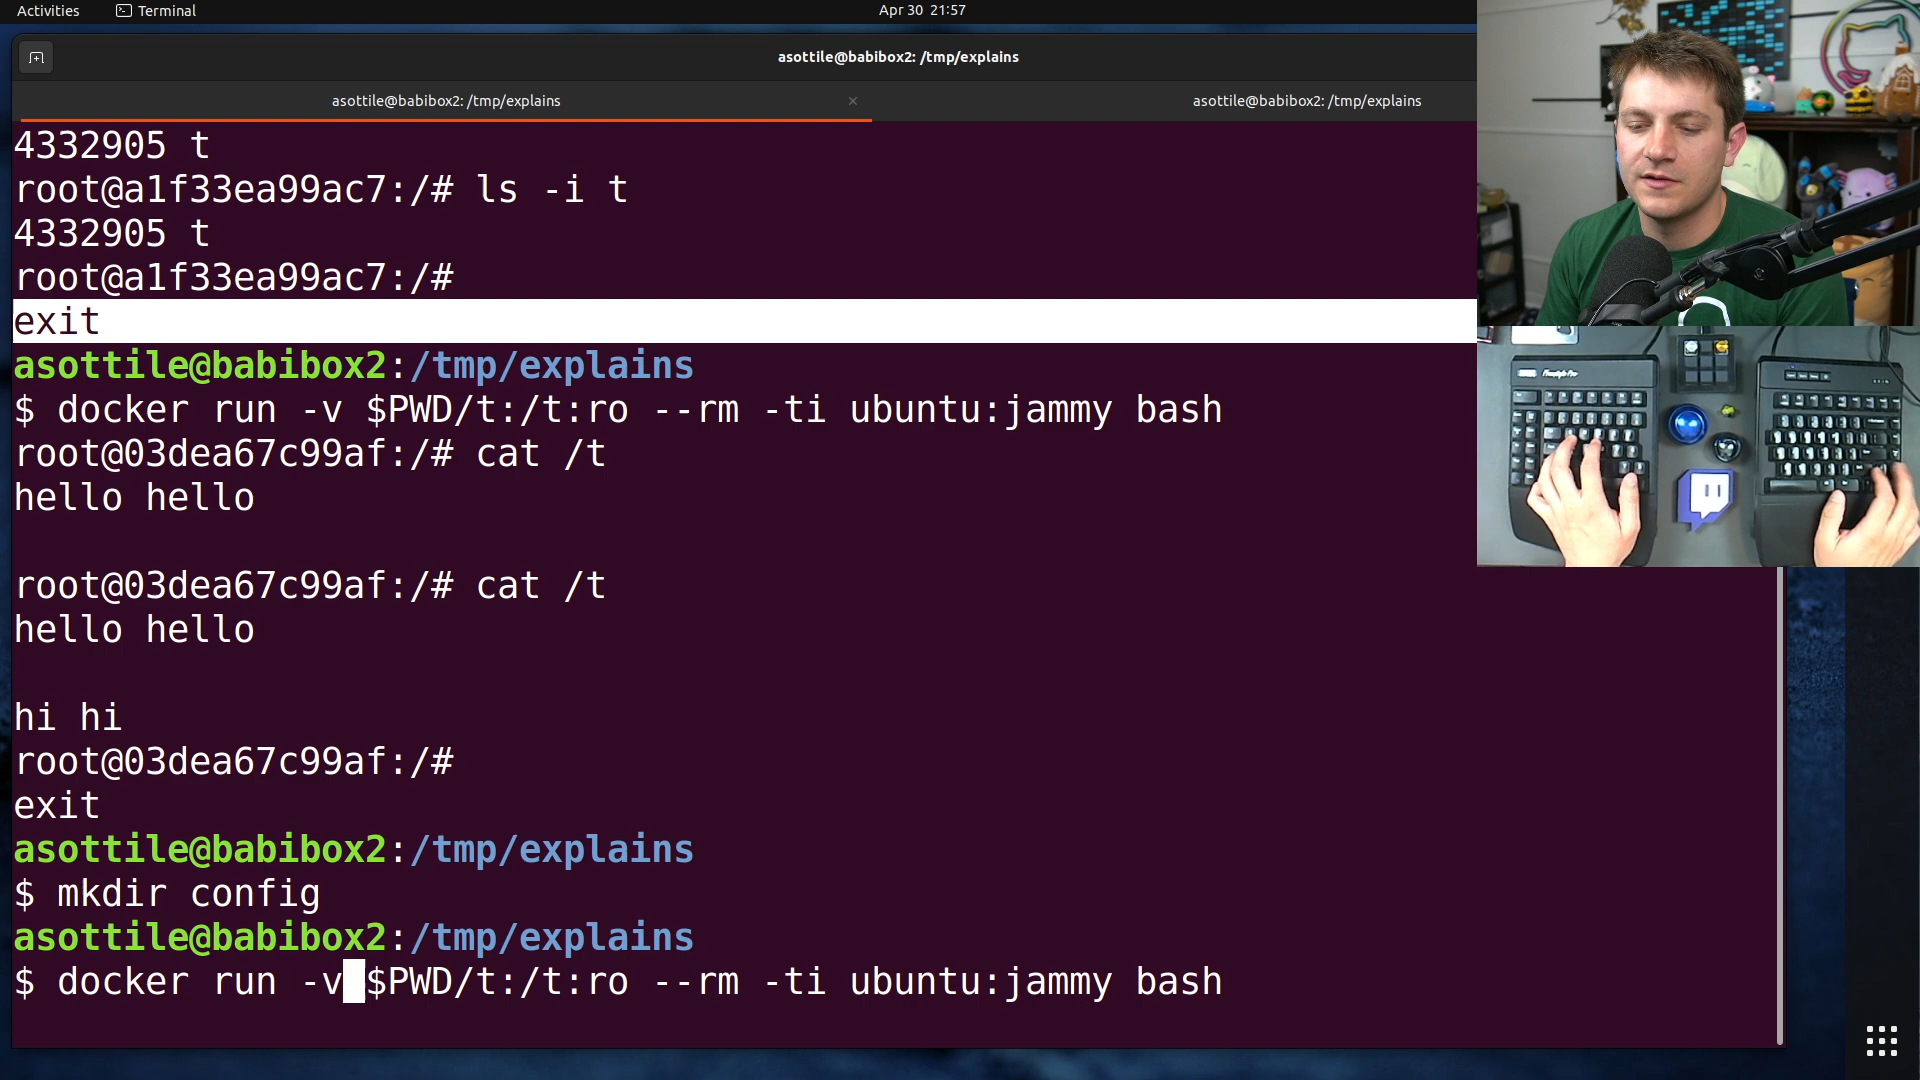 Activities
Terminal
Apr 30 21:57
asottile@babibox2: /tmp/explains
asottile@babibox2: /tmp/explains
×
asottile@babibox2: /tmp/explains
4332905 t
root@a1f33ea99ac7:/# ls -i t
4332905 t
root@a1f33ea99ac7:/#
exit
asottile@babibox2:/tmp/explains
$ docker run -v $PWD/t:/t:ro --rm -ti ubuntu:jammy bash
root@03dea67c99af:/# cat /t
hello hello
root@03dea67c99af:/# cat /t
hello hello
hi hi
root@03dea67c99af:/#
exit
asottile@babibox2:/tmp/explains
$ mkdir config
asottile@babibox2:/tmp/explains
$ docker run -v $PWD/t:/t:ro --rm -ti ubuntu:jammy bash